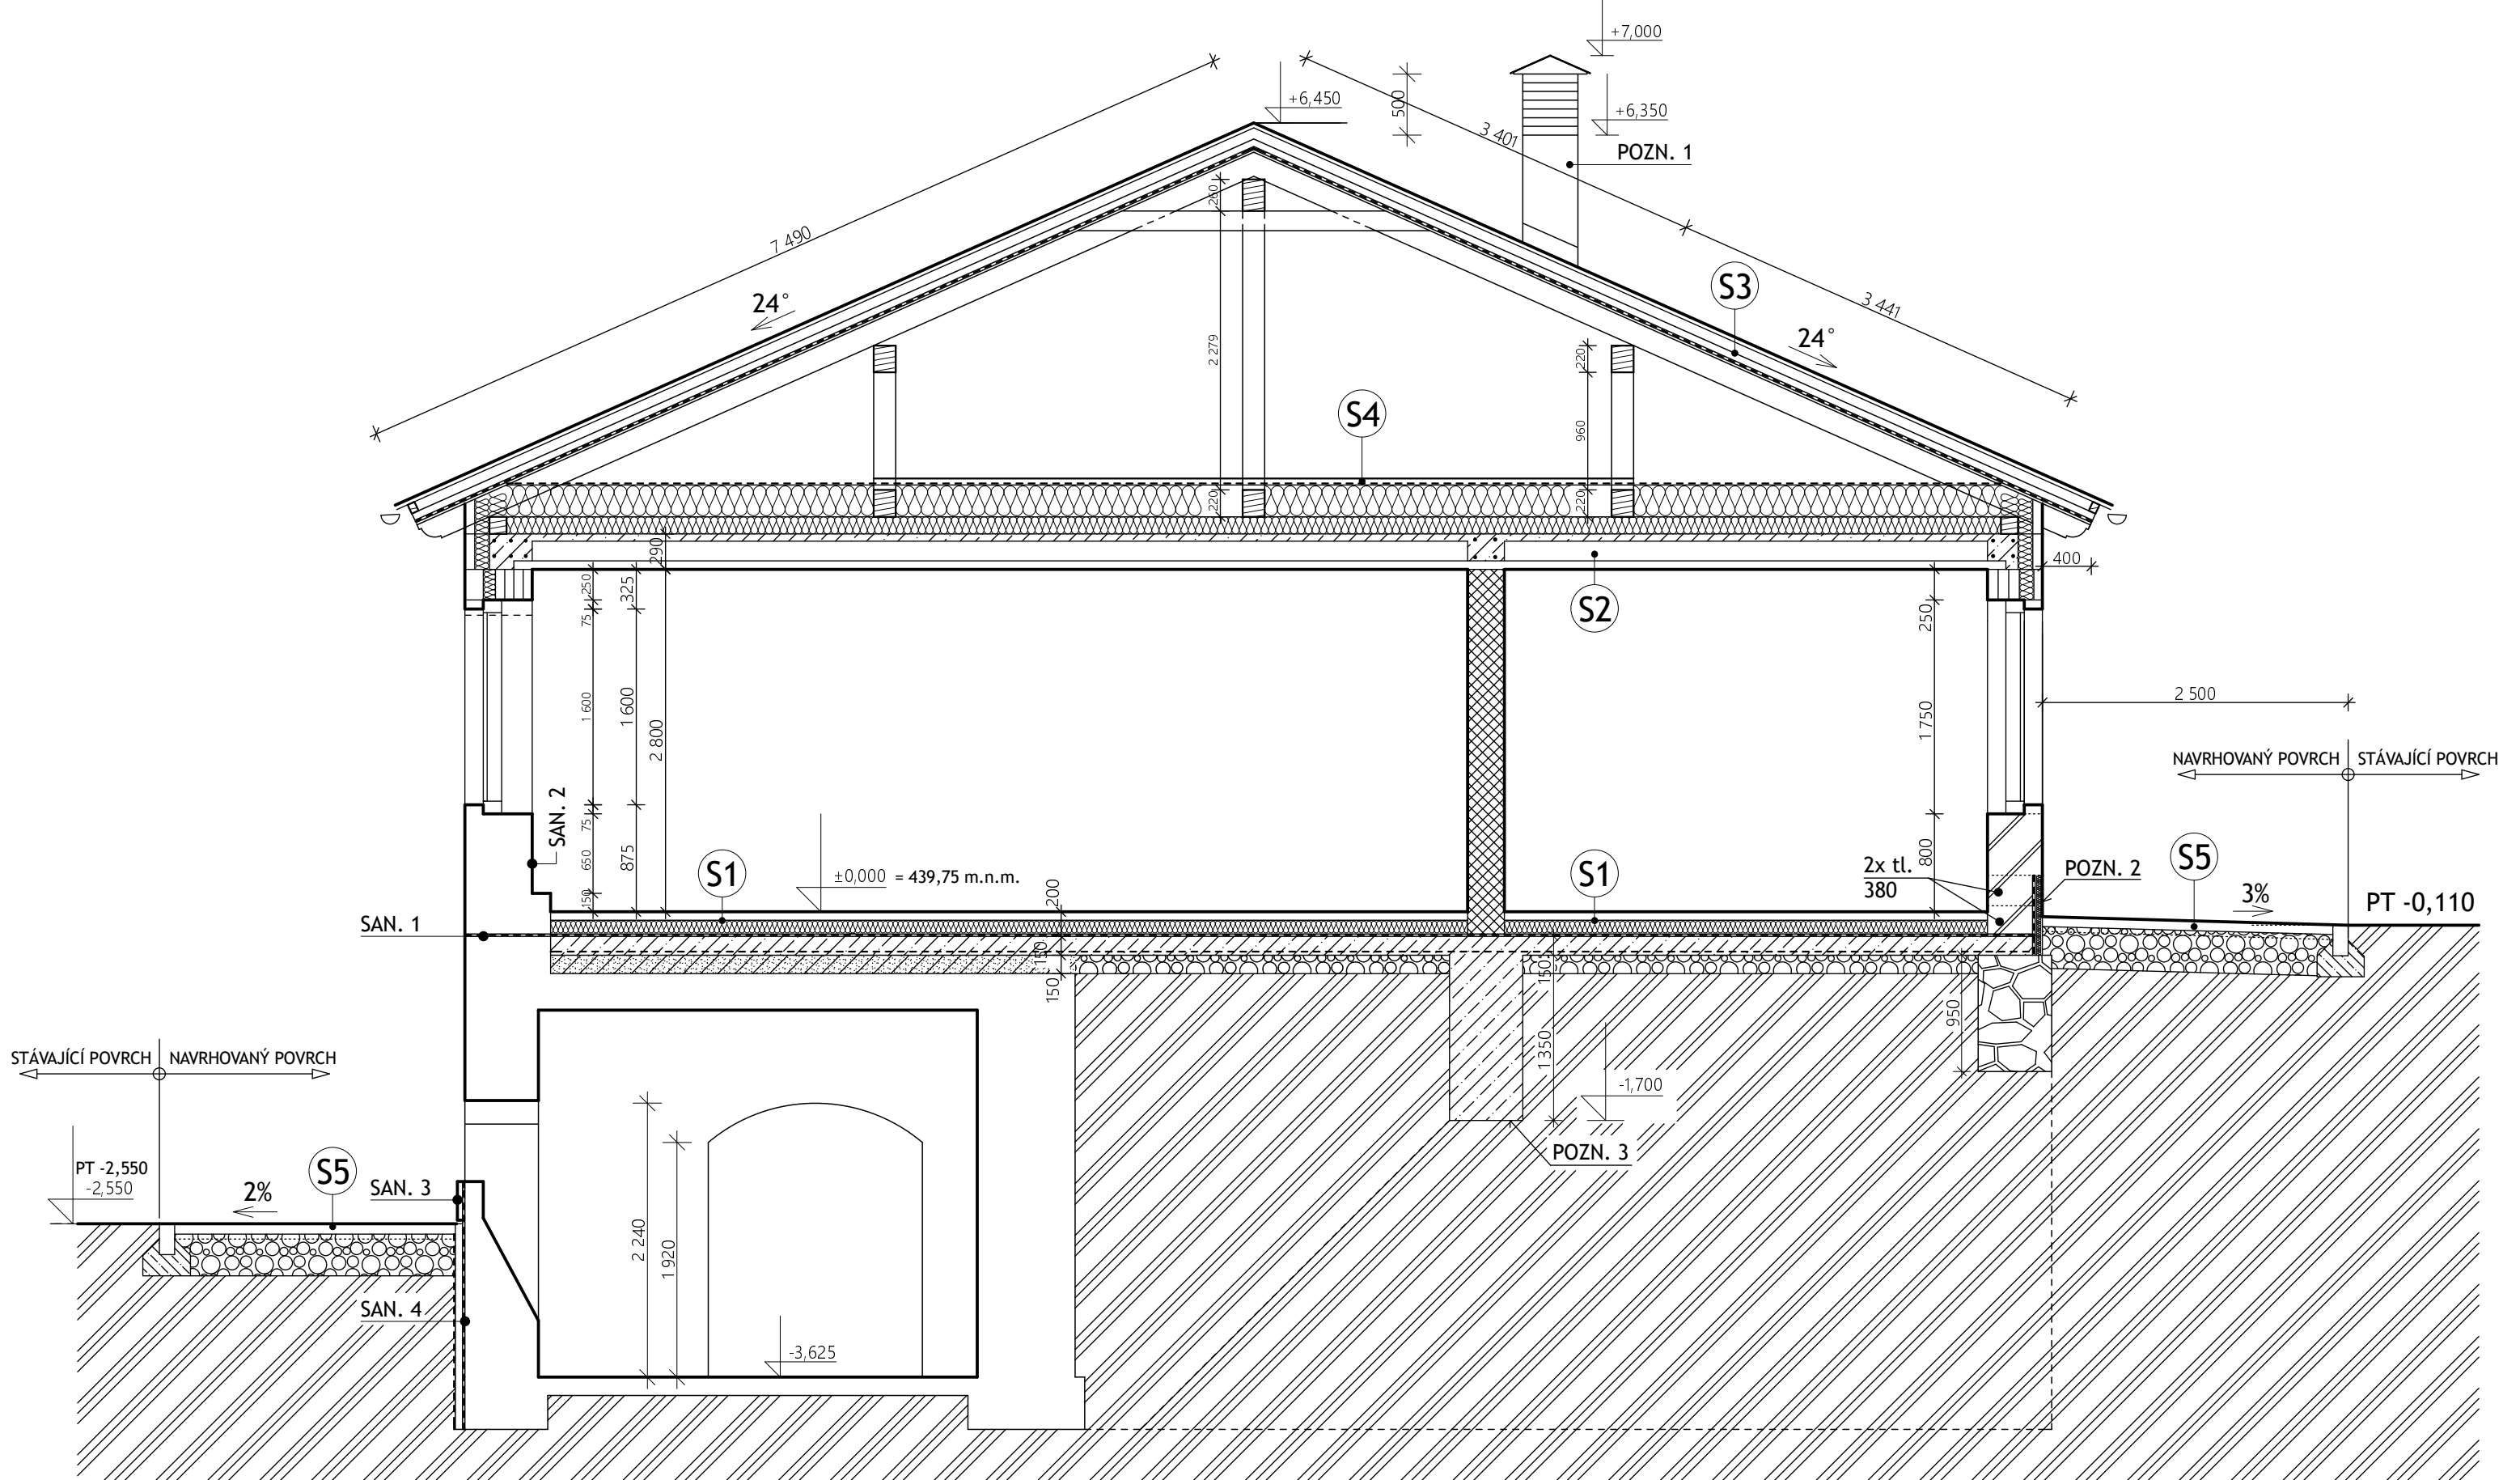 +7,000
+6,450
500
+6,350
3 401
POZN. 1
7 490
260
S3
24°
3 441
24°
2 279
220
S4
960
220
220
290
400
250
325
75
S2
250
1 600
1 600
2 800
1 750
2 500
NAVRHOVANÝ POVRCH
STÁVAJÍCÍ POVRCH
SAN. 2
75
650
875
150
S1
±0,000 = 439,75 m.n.m.
200
S1
2x tl.
380
800
POZN. 2
S5
3%
PT -0,110
SAN. 1
150
150
150
950
1 350
-1,700
POZN. 3
STÁVAJÍCÍ POVRCH
NAVRHOVANÝ POVRCH
PT -2,550
-2,550
2%
S5
SAN. 3
2 240
1 920
SAN. 4
-3,625